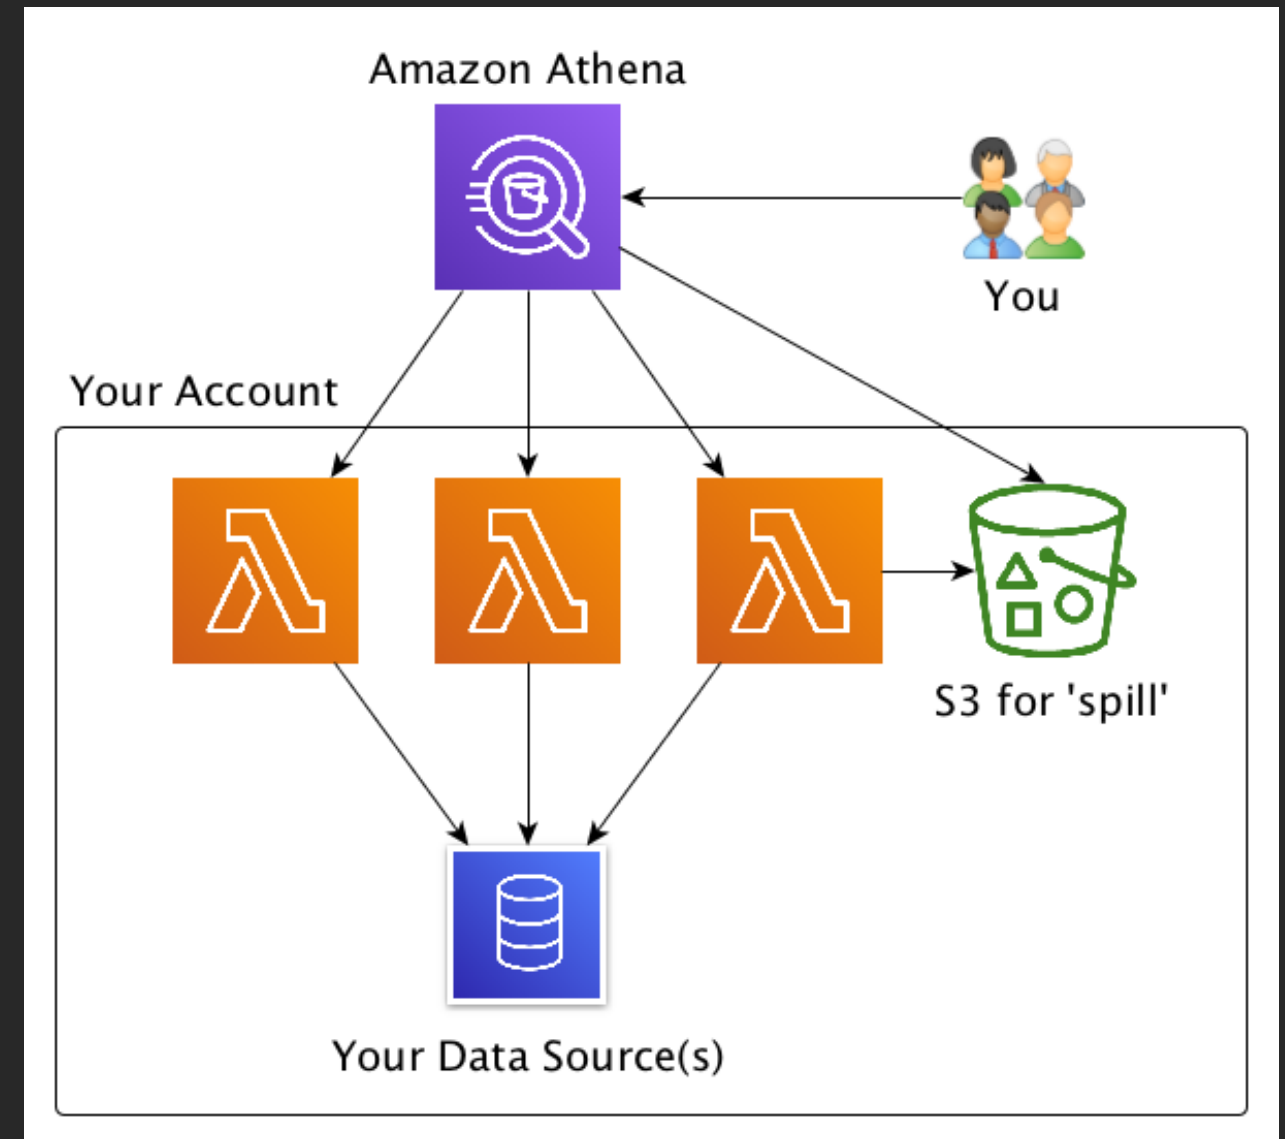 Amazon Athena
You
Your Account
S3 for 'spill'
Your Data Source(s)